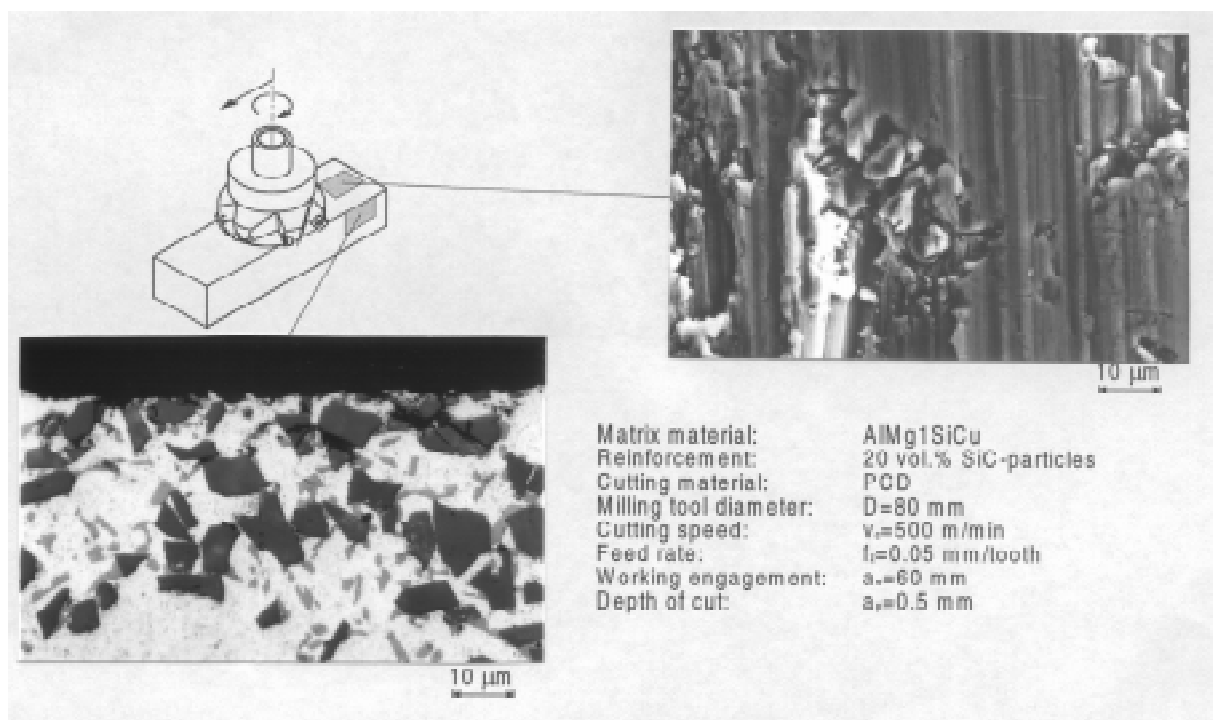 10 µm
Matrix material: AlMg1SiCu
Reinforcement: 20 vol.% SiC-particles
Cutting material: PCD
Milling tool diameter: D=80 mm
Cutting speed: vc=500 m/min
Feed rate: fz=0.05 mm/tooth
Working engagement: ae=60 mm
Depth of cut: ap=0.5 mm
10 µm